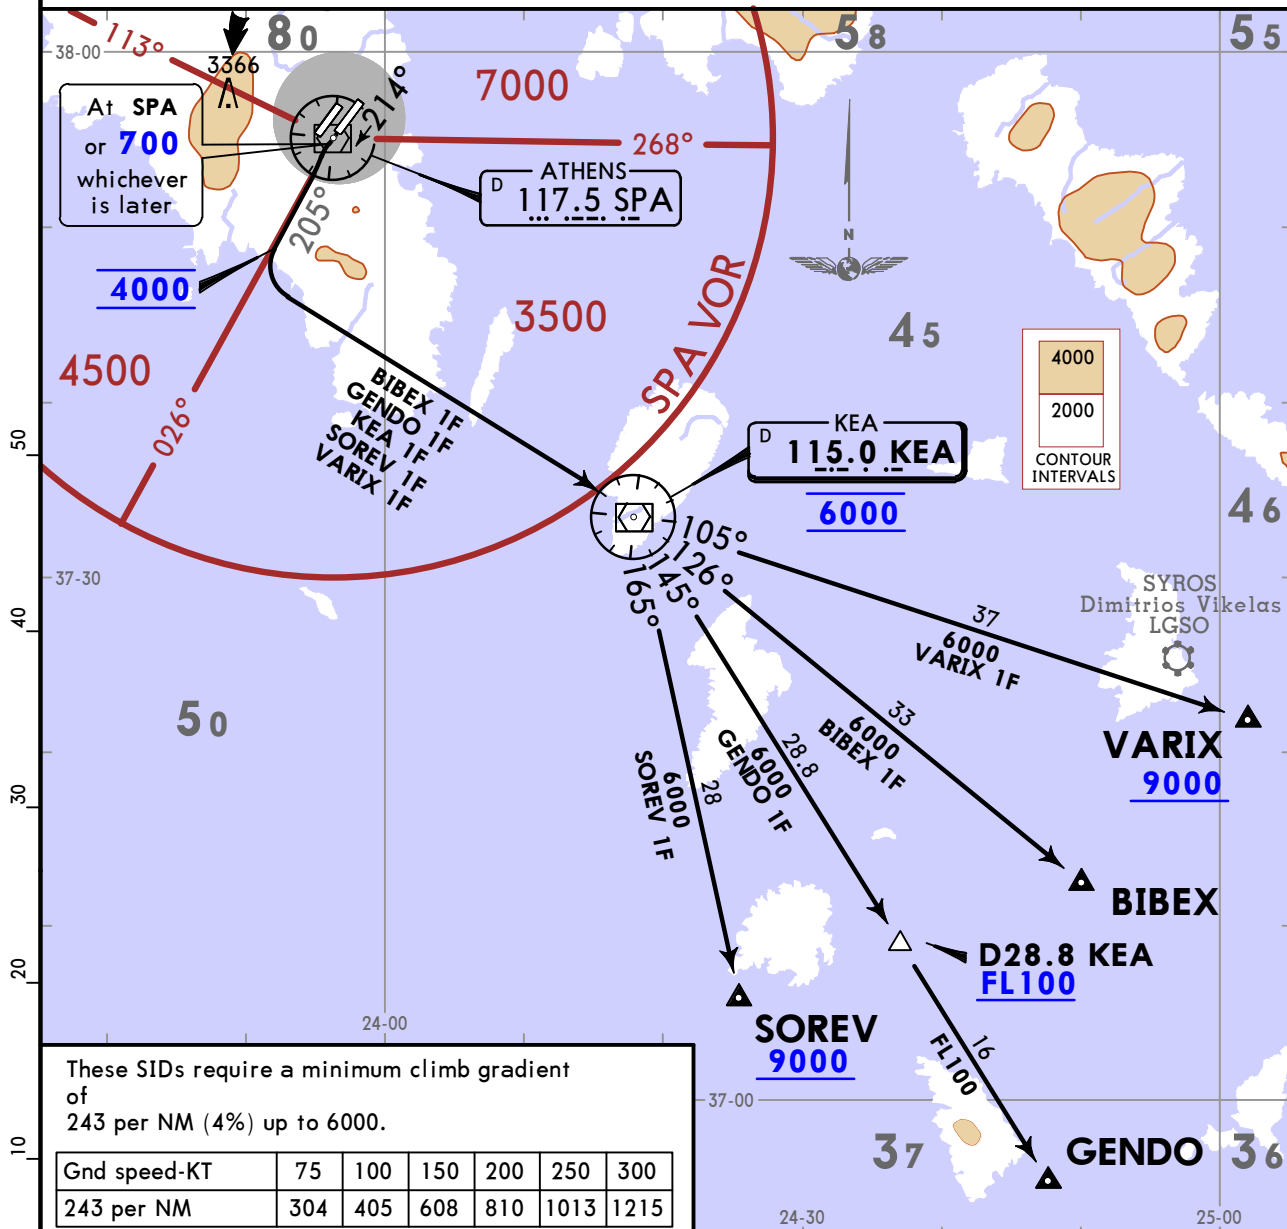 113°
80
58
55
38-00
3366
214°
7000
At SPA
or 700
whichever
is later
268°
ATHENS
D 117.5 SPA
205°
N
4000
3500
SPA VOR
45
4500
4000
2000
CONTOUR
INTERVALS
026°
BIBEX 1F
GENDO 1F
KEA 1F
SOREV 1F
VARIX 1F
50
KEA
D 115.0 KEA
6000
46
105°
126°
145°
165°
37-30
SYROS
Dimitrios Vikelas
LGSO
40
37
6000
VARIX 1F
50
33
6000
BIBEX 1F
28.8
6000
GENDO 1F
28
6000
SOREV 1F
VARIX
9000
30
BIBEX
D28.8 KEA
FL100
20
24-00
SOREV
9000
16
FL100
37-00
These SIDs require a minimum climb gradient
of
243 per NM (4%) up to 6000.
10
37
GENDO
36
Gnd speed-KT 75 100 150 200 250 300
243 per NM 304 405 608 810 1013 1215
24-30
25-00